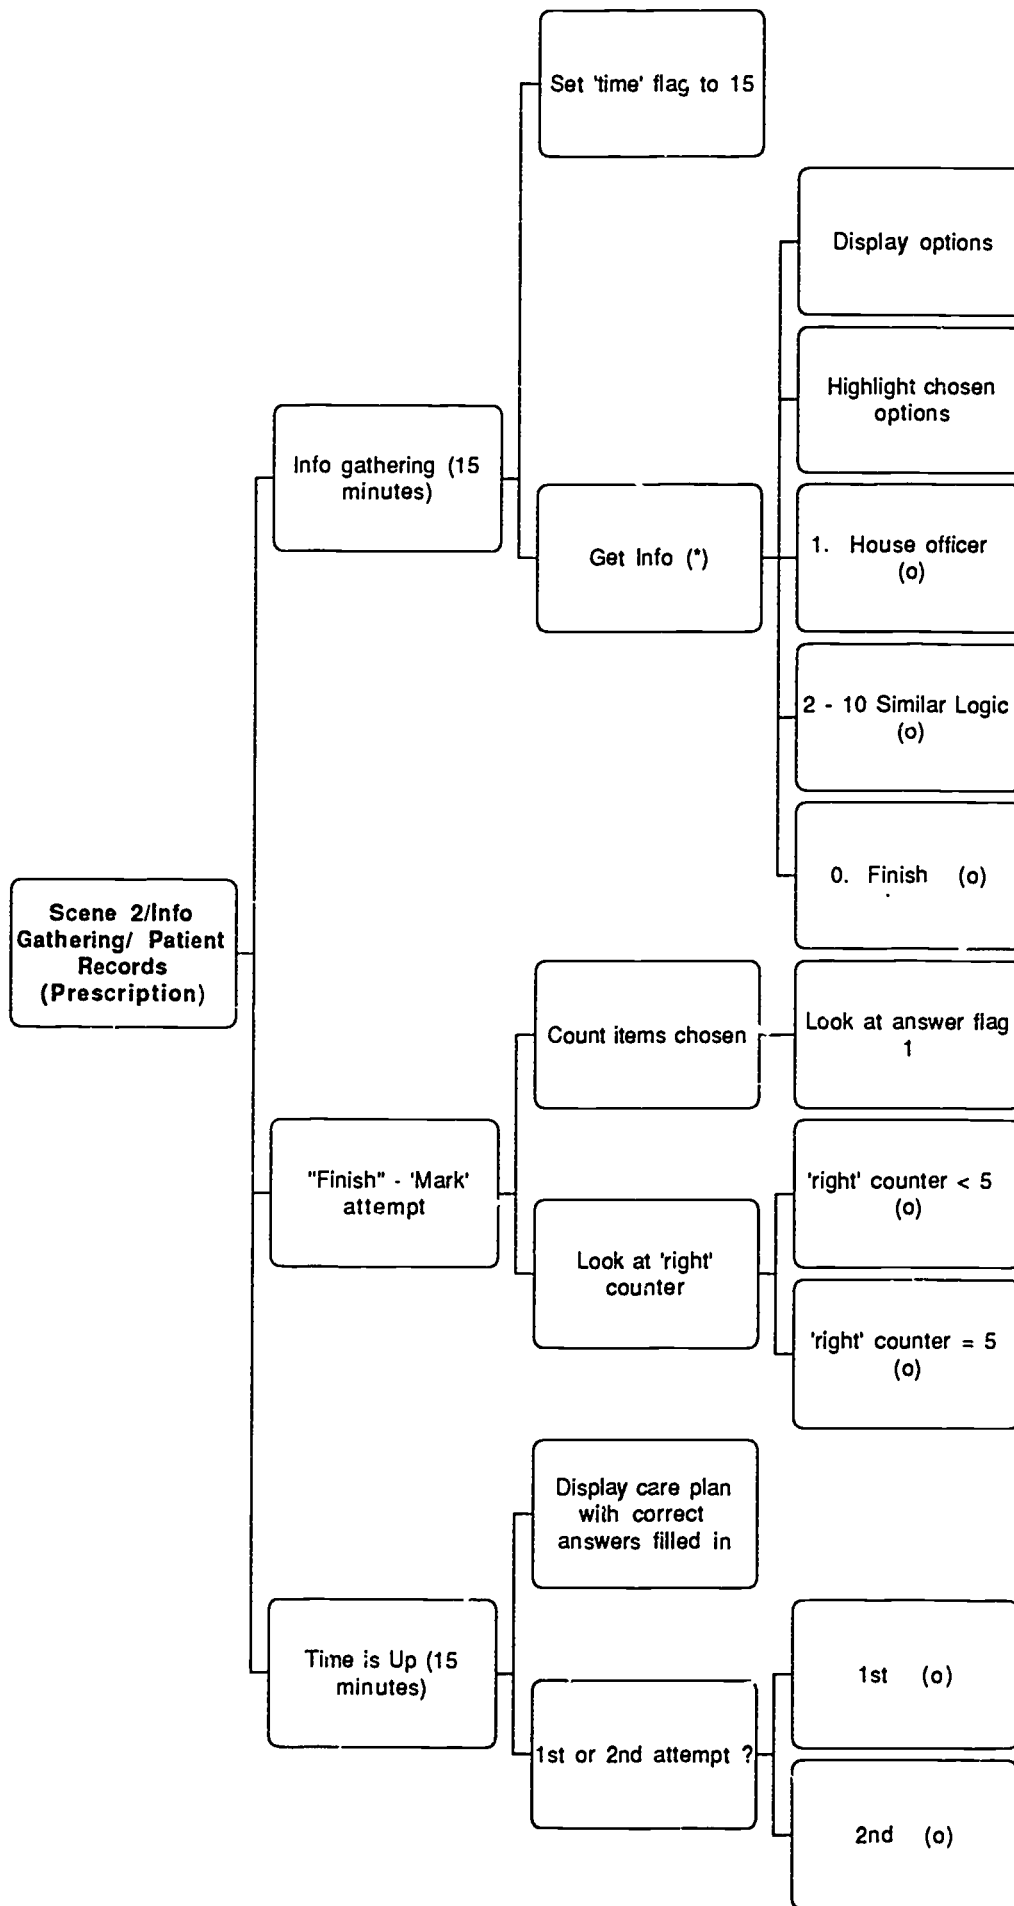 Set 'time' flag to 15
Display options
Highlight chosen
options
Info gathering (15
minutes)
Get Info (*)
1. House officer
(o)
2 - 10 Similar Logic
(o)
0. Finish (o)
Scene 2/Info
Gathering/ Patient
Records
(Prescription)
Count items chosen
Look at answer flag
1
"Finish" - 'Mark'
attempt
'right' counter < 5
(o)
Look at 'right'
counter
'right' counter = 5
(o)
Display care plan
with correct
answers filled in
Time is Up (15
minutes)
1st (o)
1st or 2nd attempt ?
2nd (o)